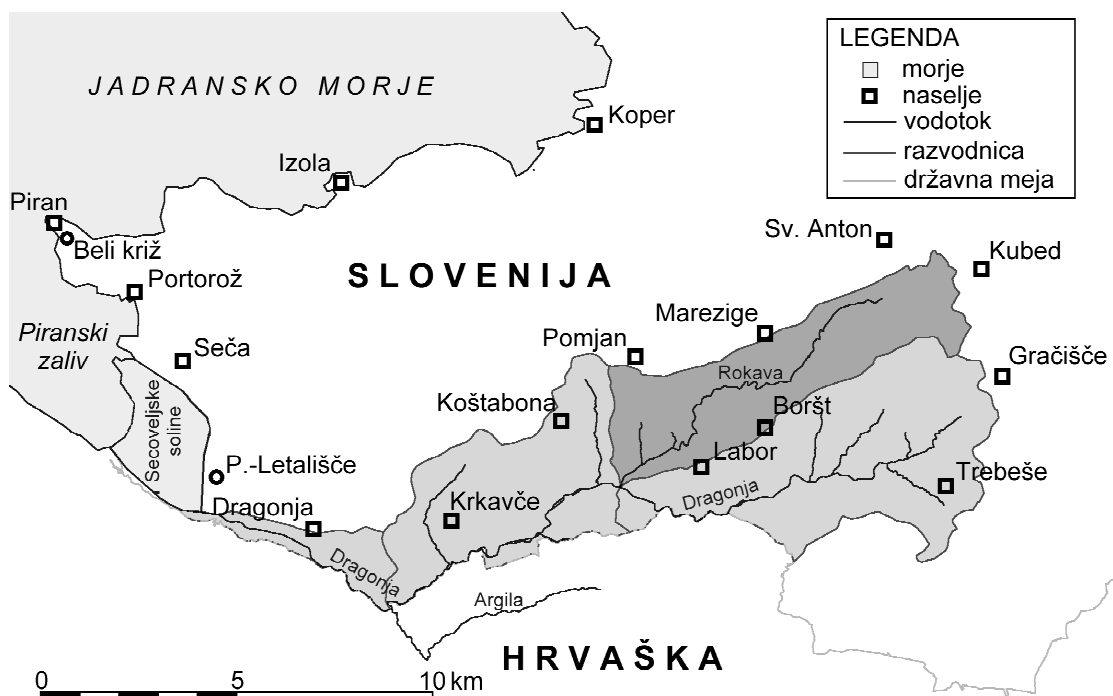 LEGENDA
morje
naselje
vodotok
razvodnica
državna meja
JADRANSKO MORJE
Koper
Izola
Piran
Beli križ
Portorož
Sv. Anton
Kubed
SLOVENIJA
Piranski
zaliv
Seča
Marezige
Pomjan
Rokava
Gračišče
Koštabona
Boršt
Secoveljske
soline
Labor
P.-Letališče
Trebeše
Dragonja
Krkavče
Dragonja
Dragonja
Argila
HRVAŠKA
0 5 10 km